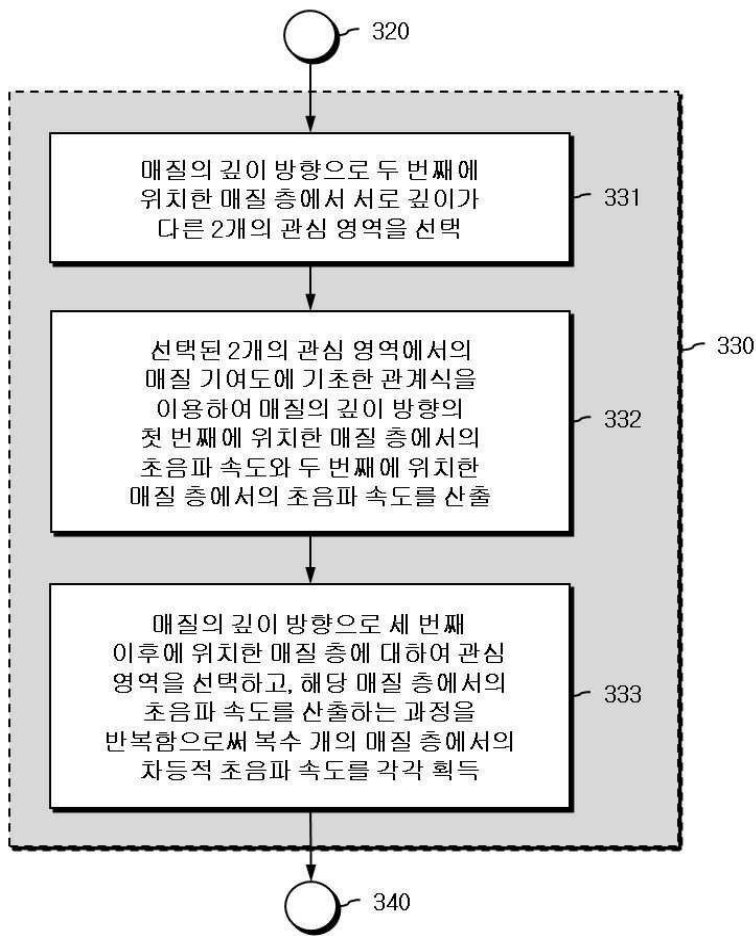 320
매질의 깊이 방향으로 두 번째에
위치한 매질 층에서 서로 깊이가
다른 2개의 관심 영역을 선택
331
선택된 2개의 관심 영역에서의
매질 기여도에 기초한 관계식을
이용하여 매질의 깊이 방향의
첫 번째에 위치한 매질 층에서의
초음파 속도와 두 번째에 위치한
매질 층에서의 초음파 속도를 산출
332
330
매질의 깊이 방향으로 세 번째
이후에 위치한 매질 층에 대하여 관심
영역을 선택하고, 해당 매질 층에서의
초음파 속도를 산출하는 과정을
반복함으로써 복수 개의 매질 층에서의
차등적 초음파 속도를 각각 획득
333
340